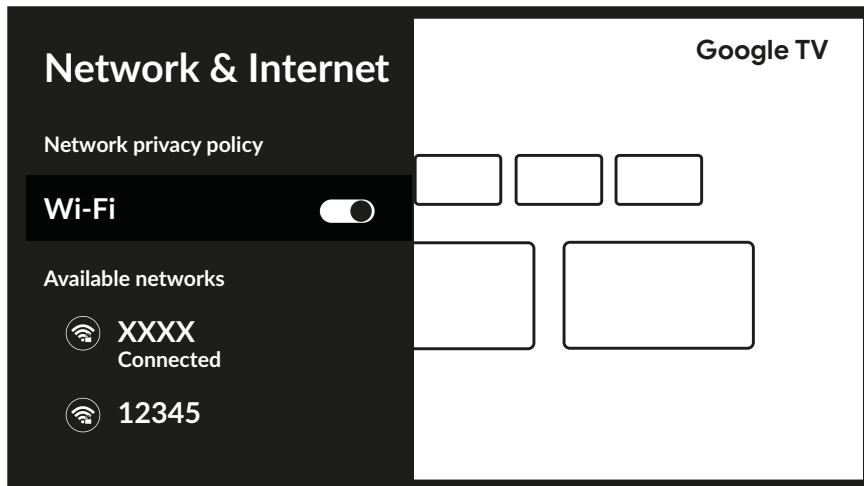 Network & Internet
Google TV
Network privacy policy
Wi-Fi
Available networks
XXXX
Connected
12345